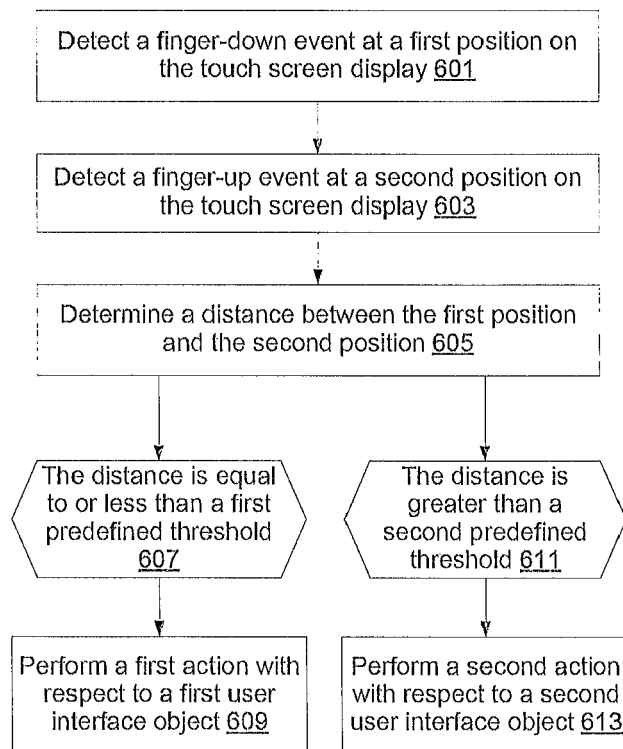 Detect a finger-down event at a first position on
the touch screen display 601
Detect a finger-up event at a second position on
the touch screen display 603
Determine a distance between the first position
and the second position 605
The distance is equal
to or less than a first
predefined threshold
607
The distance is
greater than a
second predefined
threshold 611
Perform a first action with
respect to a first user
interface object 609
Perform a second action
with respect to a second
user interface object 613